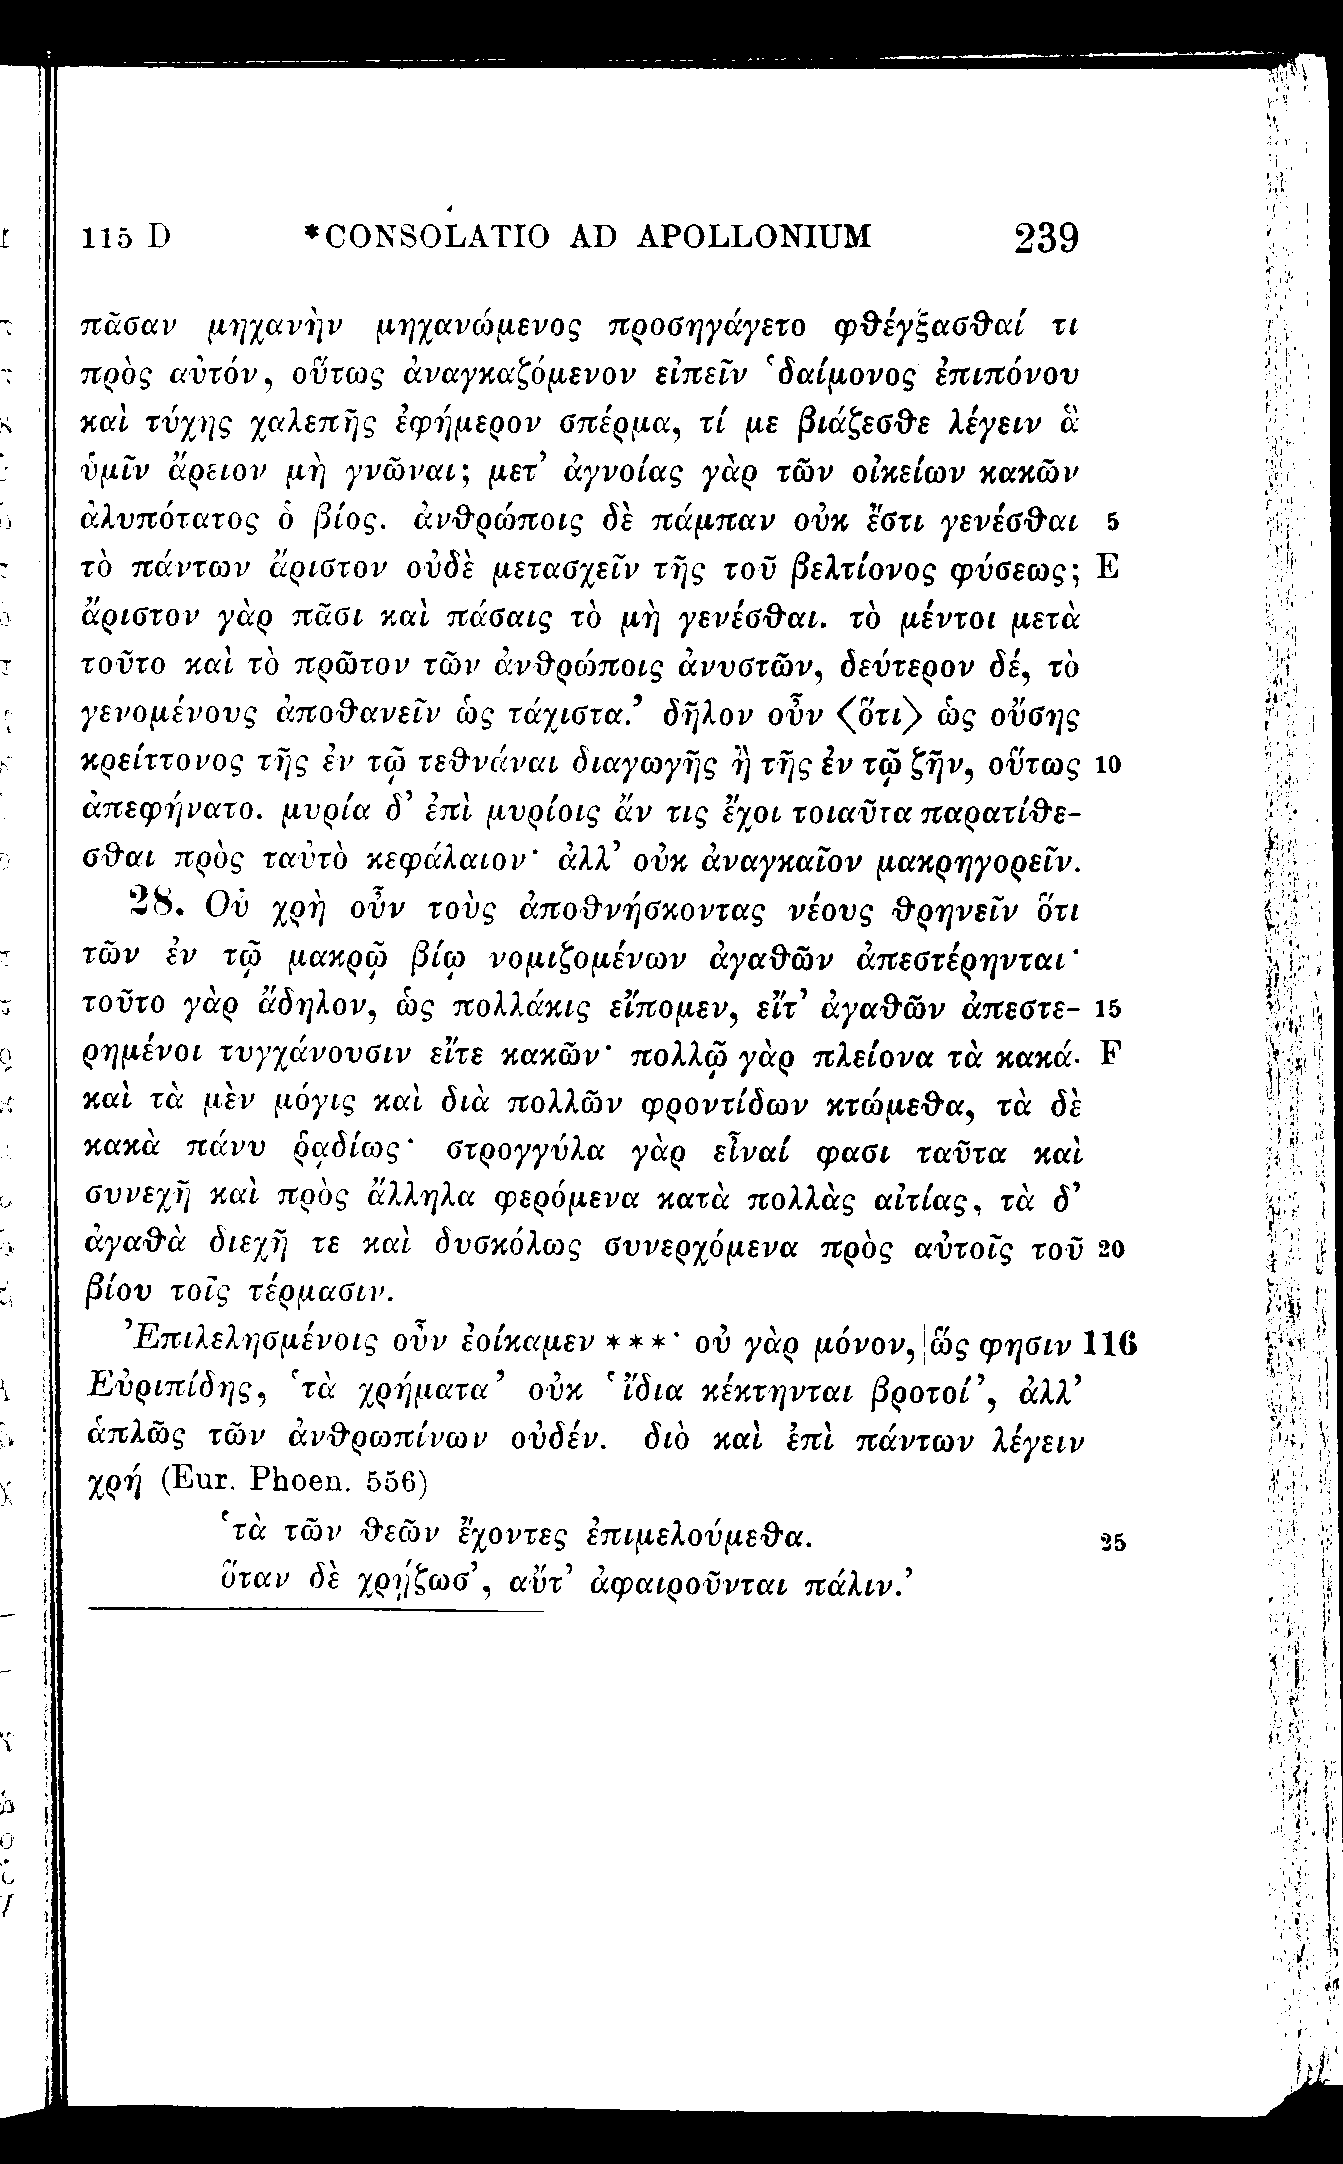 115 D *CONSOLATIO AD APOLLONIUM 239
πᾶσαν μηχανὴν μηχανώμενος προσηγάγετο φθέγξασθαί τι
πρὸς αὐτόν, οὕτως ἀναγκαζόμενον εἰπεῖν ‘δαίμονος ἐπιπόνου
καὶ τύχης χαλεπῆς ἐφήμερον σπέρμα, τί με βιάζεσθε λέγειν ἃ
ὑμῖν ἄρειον μὴ γνῶναι; μετ’ ἀγνοίας γὰρ τῶν οἰκείων κακῶν
ἀλυπότατος ὁ βίος. ἀνθρώποις δὲ πάμπαν οὐκ ἔστι γενέσθαι 5
τὸ πάντων ἄριστον οὐδὲ μετασχεῖν τῆς τοῦ βελτίονος φύσεως; E
ἄριστον γὰρ πᾶσι καὶ πάσαις τὸ μὴ γενέσθαι. τὸ μέντοι μετὰ
τοῦτο καὶ τὸ πρῶτον τῶν ἀνθρώποις ἀνυστῶν, δεύτερον δέ, τὸ
γενομένους ἀποθανεῖν ὡς τάχιστα.’ δῆλον οὖν ⟨ὅτι⟩ ὡς οὔσης
κρείττονος τῆς ἐν τῷ τεθνάναι διαγωγῆς ἢ τῆς ἐν τῷ ζῆν, οὕτως 10
ἀπεφήνατο. μυρία δ’ ἐπὶ μυρίοις ἄν τις ἔχοι τοιαῦτα παρατίθε-
σθαι πρὸς ταὐτὸ κεφάλαιον· ἀλλ’ οὐκ ἀναγκαῖον μακρηγορεῖν.
28. Οὐ χρὴ οὖν τοὺς ἀποθνήσκοντας νέους θρηνεῖν ὅτι
τῶν ἐν τῷ μακρῷ βίῳ νομιζομένων ἀγαθῶν ἀπεστέρηνται·
τοῦτο γὰρ ἄδηλον, ὡς πολλάκις εἴπομεν, εἴτ’ ἀγαθῶν ἀπεστε- 15
ρημένοι τυγχάνουσιν εἴτε κακῶν· πολλῷ γὰρ πλείονα τὰ κακά. F
καὶ τὰ μὲν μόγις καὶ διὰ πολλῶν φροντίδων κτώμεθα, τὰ δὲ
κακὰ πάνυ ῥᾳδίως· στρογγύλα γὰρ εἶναί φασι ταῦτα καὶ
συνεχῆ καὶ πρὸς ἄλληλα φερόμενα κατὰ πολλὰς αἰτίας, τὰ δ’
ἀγαθὰ διεχῆ τε καὶ δυσκόλως συνερχόμενα πρὸς αὐτοῖς τοῦ 20
βίου τοῖς τέρμασιν.
Ἐπιλελησμένοις οὖν ἐοίκαμεν ***· οὐ γὰρ μόνον, |ὥς φησιν 116
Εὐριπίδης, ‘τὰ χρήματα’ οὐκ ‘ἴδια κέκτηνται βροτοί’, ἀλλ’
ἁπλῶς τῶν ἀνθρωπίνων οὐδέν. διὸ καὶ ἐπὶ πάντων λέγειν
χρή (Eur. Phoen. 556)
‘τὰ τῶν θεῶν ἔχοντες ἐπιμελούμεθα. 25
ὅταν δὲ χρῄζωσ’, αὔτ’ ἀφαιροῦνται πάλιν.’